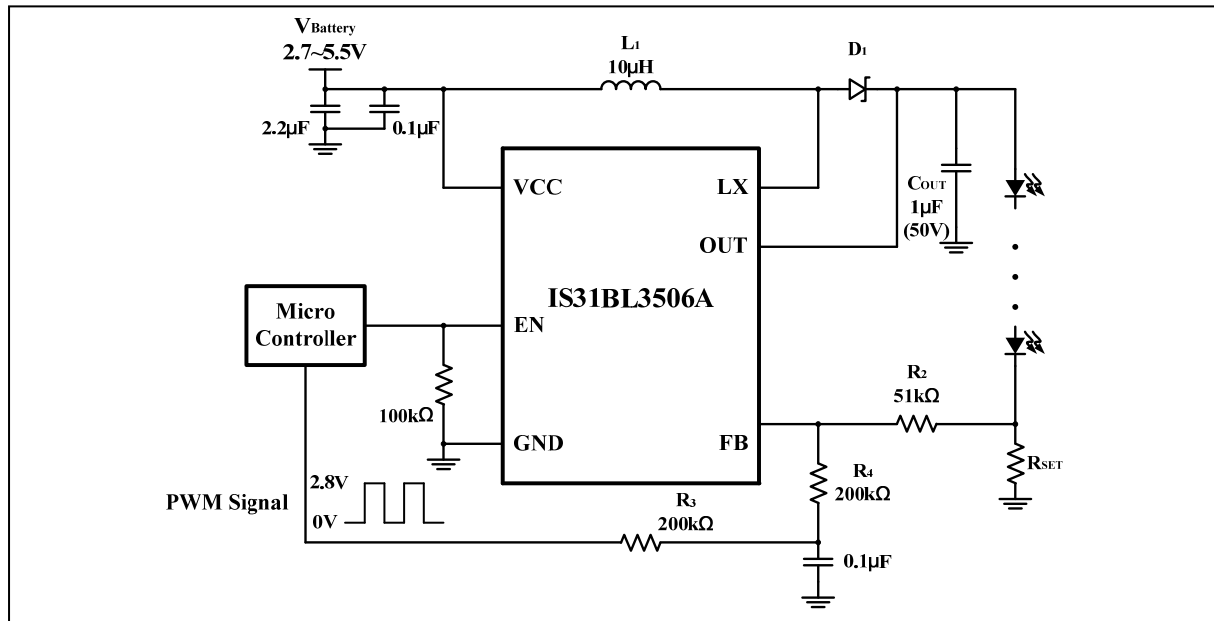 VBattery
2.7~5.5V
L1
10µH
D1
2.2µF
0.1µF
VCC
LX
COUT
1µF
(50V)
OUT
IS31BL3506A
Micro
Controller
EN
R2
51kΩ
100kΩ
GND
FB
RSET
R4
200kΩ
PWM Signal
2.8V
0V
R3
200kΩ
0.1µF